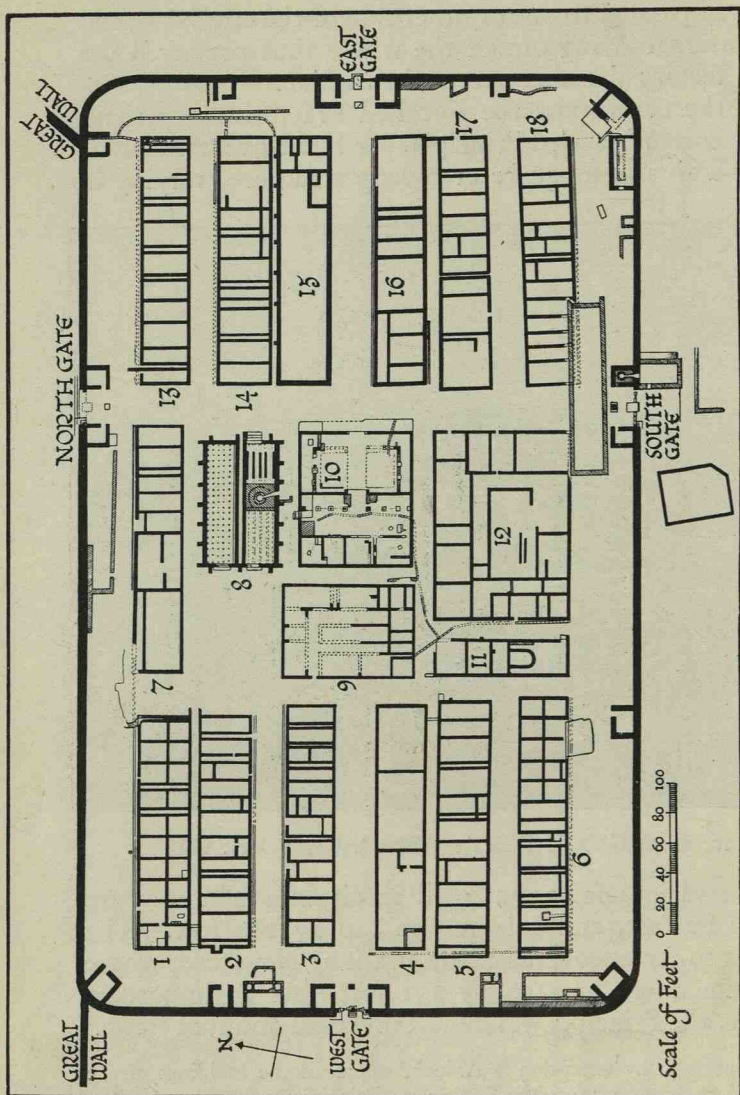 EAST
GATE
GREAT
WALL
17
18
NORTH GATE
13
14
15
16
SOUTH
GATE
10
8
12
7
9
11
1
2
3
4
5
6
GREAT
WALL
N
WEST
GATE
Scale of Feet
0 20 40 60 80 100